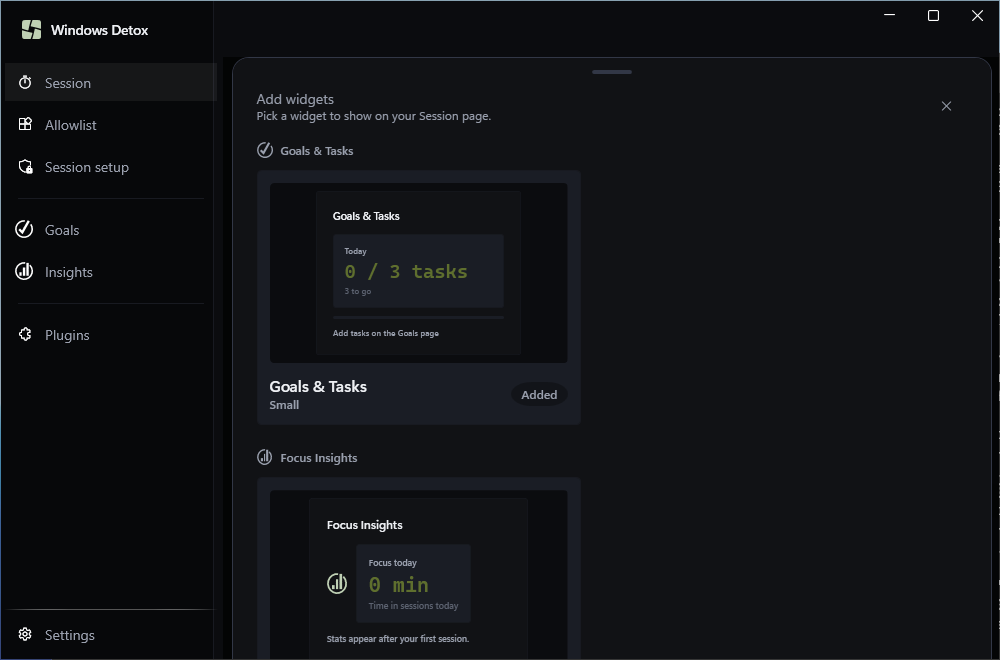 Windows Detox
Session
Allowlist
Session setup
Goals
Insights
Plugins
Settings
Add widgets
Pick a widget to show on your Session page.
Goals & Tasks
Goals & Tasks
Today
0 / 3 tasks
3 to go
Add tasks on the Goals page
Goals & Tasks
Small
Added
Focus Insights
Focus Insights
Focus today
0 min
Time in sessions today
Stats appear after your first session.